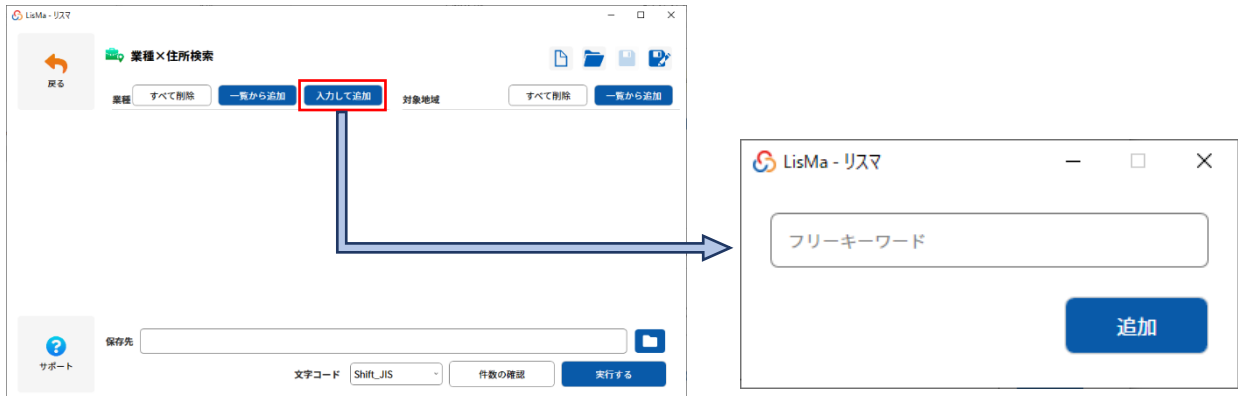 LisMa - リスマ
戻る
業種×住所検索
業種 すべて削除 一覧から追加 入力して追加 対象地域 すべて削除 一覧から追加
サポート
保存先
文字コード Shift_JIS 件数の確認 実行する
LisMa - リスマ
フリーキーワード
追加